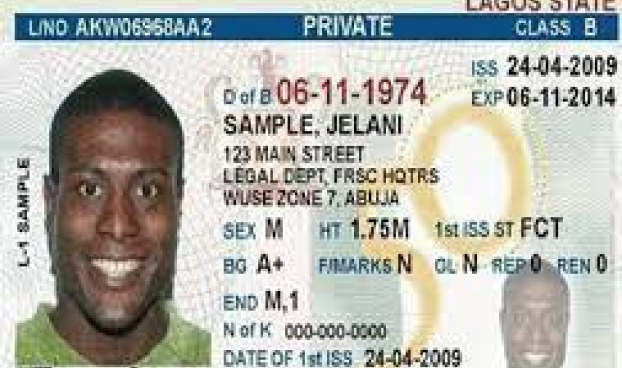 LAGOS STATE
L/NO AKW06968AA2 PRIVATE CLASS B
ISS 24-04-2009
D of B 06-11-1974 EXP 06-11-2014
SAMPLE, JELANI
123 MAIN STREET
LEGAL DEPT, FRSC HQTRS
WUSE ZONE 7, ABUJA
SEX M HT 1.75M 1st ISS ST FCT
BG A+ F/MARKS N GL N REP 0 REN 0
END M,1
N of K 000-000-0000
DATE OF 1st ISS 24-04-2009
L-1 SAMPLE